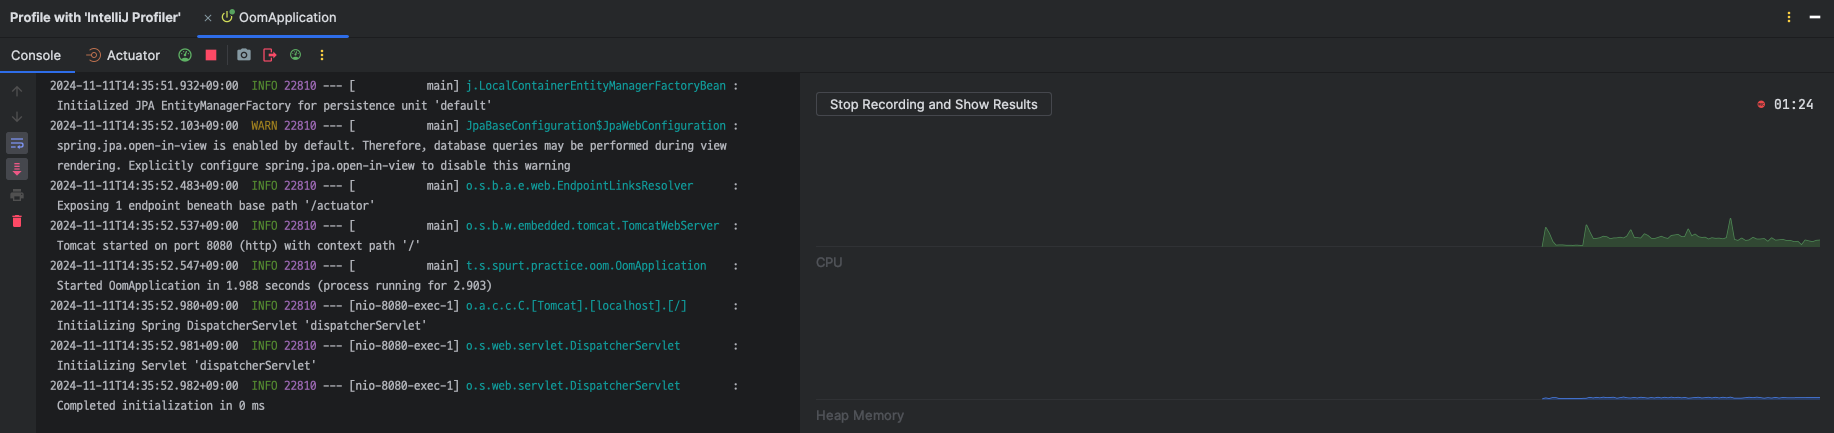 Profile with 'IntelliJ Profiler' × OomApplication
Console Actuator
2024-11-11T14:35:51.932+09:00  INFO 22810 --- [           main] j.LocalContainerEntityManagerFactoryBean :
Initialized JPA EntityManagerFactory for persistence unit 'default'
2024-11-11T14:35:52.103+09:00  WARN 22810 --- [           main] JpaBaseConfiguration$JpaWebConfiguration :
spring.jpa.open-in-view is enabled by default. Therefore, database queries may be performed during view
rendering. Explicitly configure spring.jpa.open-in-view to disable this warning
2024-11-11T14:35:52.483+09:00  INFO 22810 --- [           main] o.s.b.a.e.web.EndpointLinksResolver      :
Exposing 1 endpoint beneath base path '/actuator'
2024-11-11T14:35:52.537+09:00  INFO 22810 --- [           main] o.s.b.w.embedded.tomcat.TomcatWebServer  :
Tomcat started on port 8080 (http) with context path '/'
2024-11-11T14:35:52.547+09:00  INFO 22810 --- [           main] t.s.spurt.practice.oom.OomApplication    :
Started OomApplication in 1.988 seconds (process running for 2.903)
2024-11-11T14:35:52.980+09:00  INFO 22810 --- [nio-8080-exec-1] o.a.c.c.C.[Tomcat].[localhost].[/]       :
Initializing Spring DispatcherServlet 'dispatcherServlet'
2024-11-11T14:35:52.981+09:00  INFO 22810 --- [nio-8080-exec-1] o.s.web.servlet.DispatcherServlet        :
Initializing Servlet 'dispatcherServlet'
2024-11-11T14:35:52.982+09:00  INFO 22810 --- [nio-8080-exec-1] o.s.web.servlet.DispatcherServlet        :
Completed initialization in 0 ms
Stop Recording and Show Results
01:24
CPU
Heap Memory